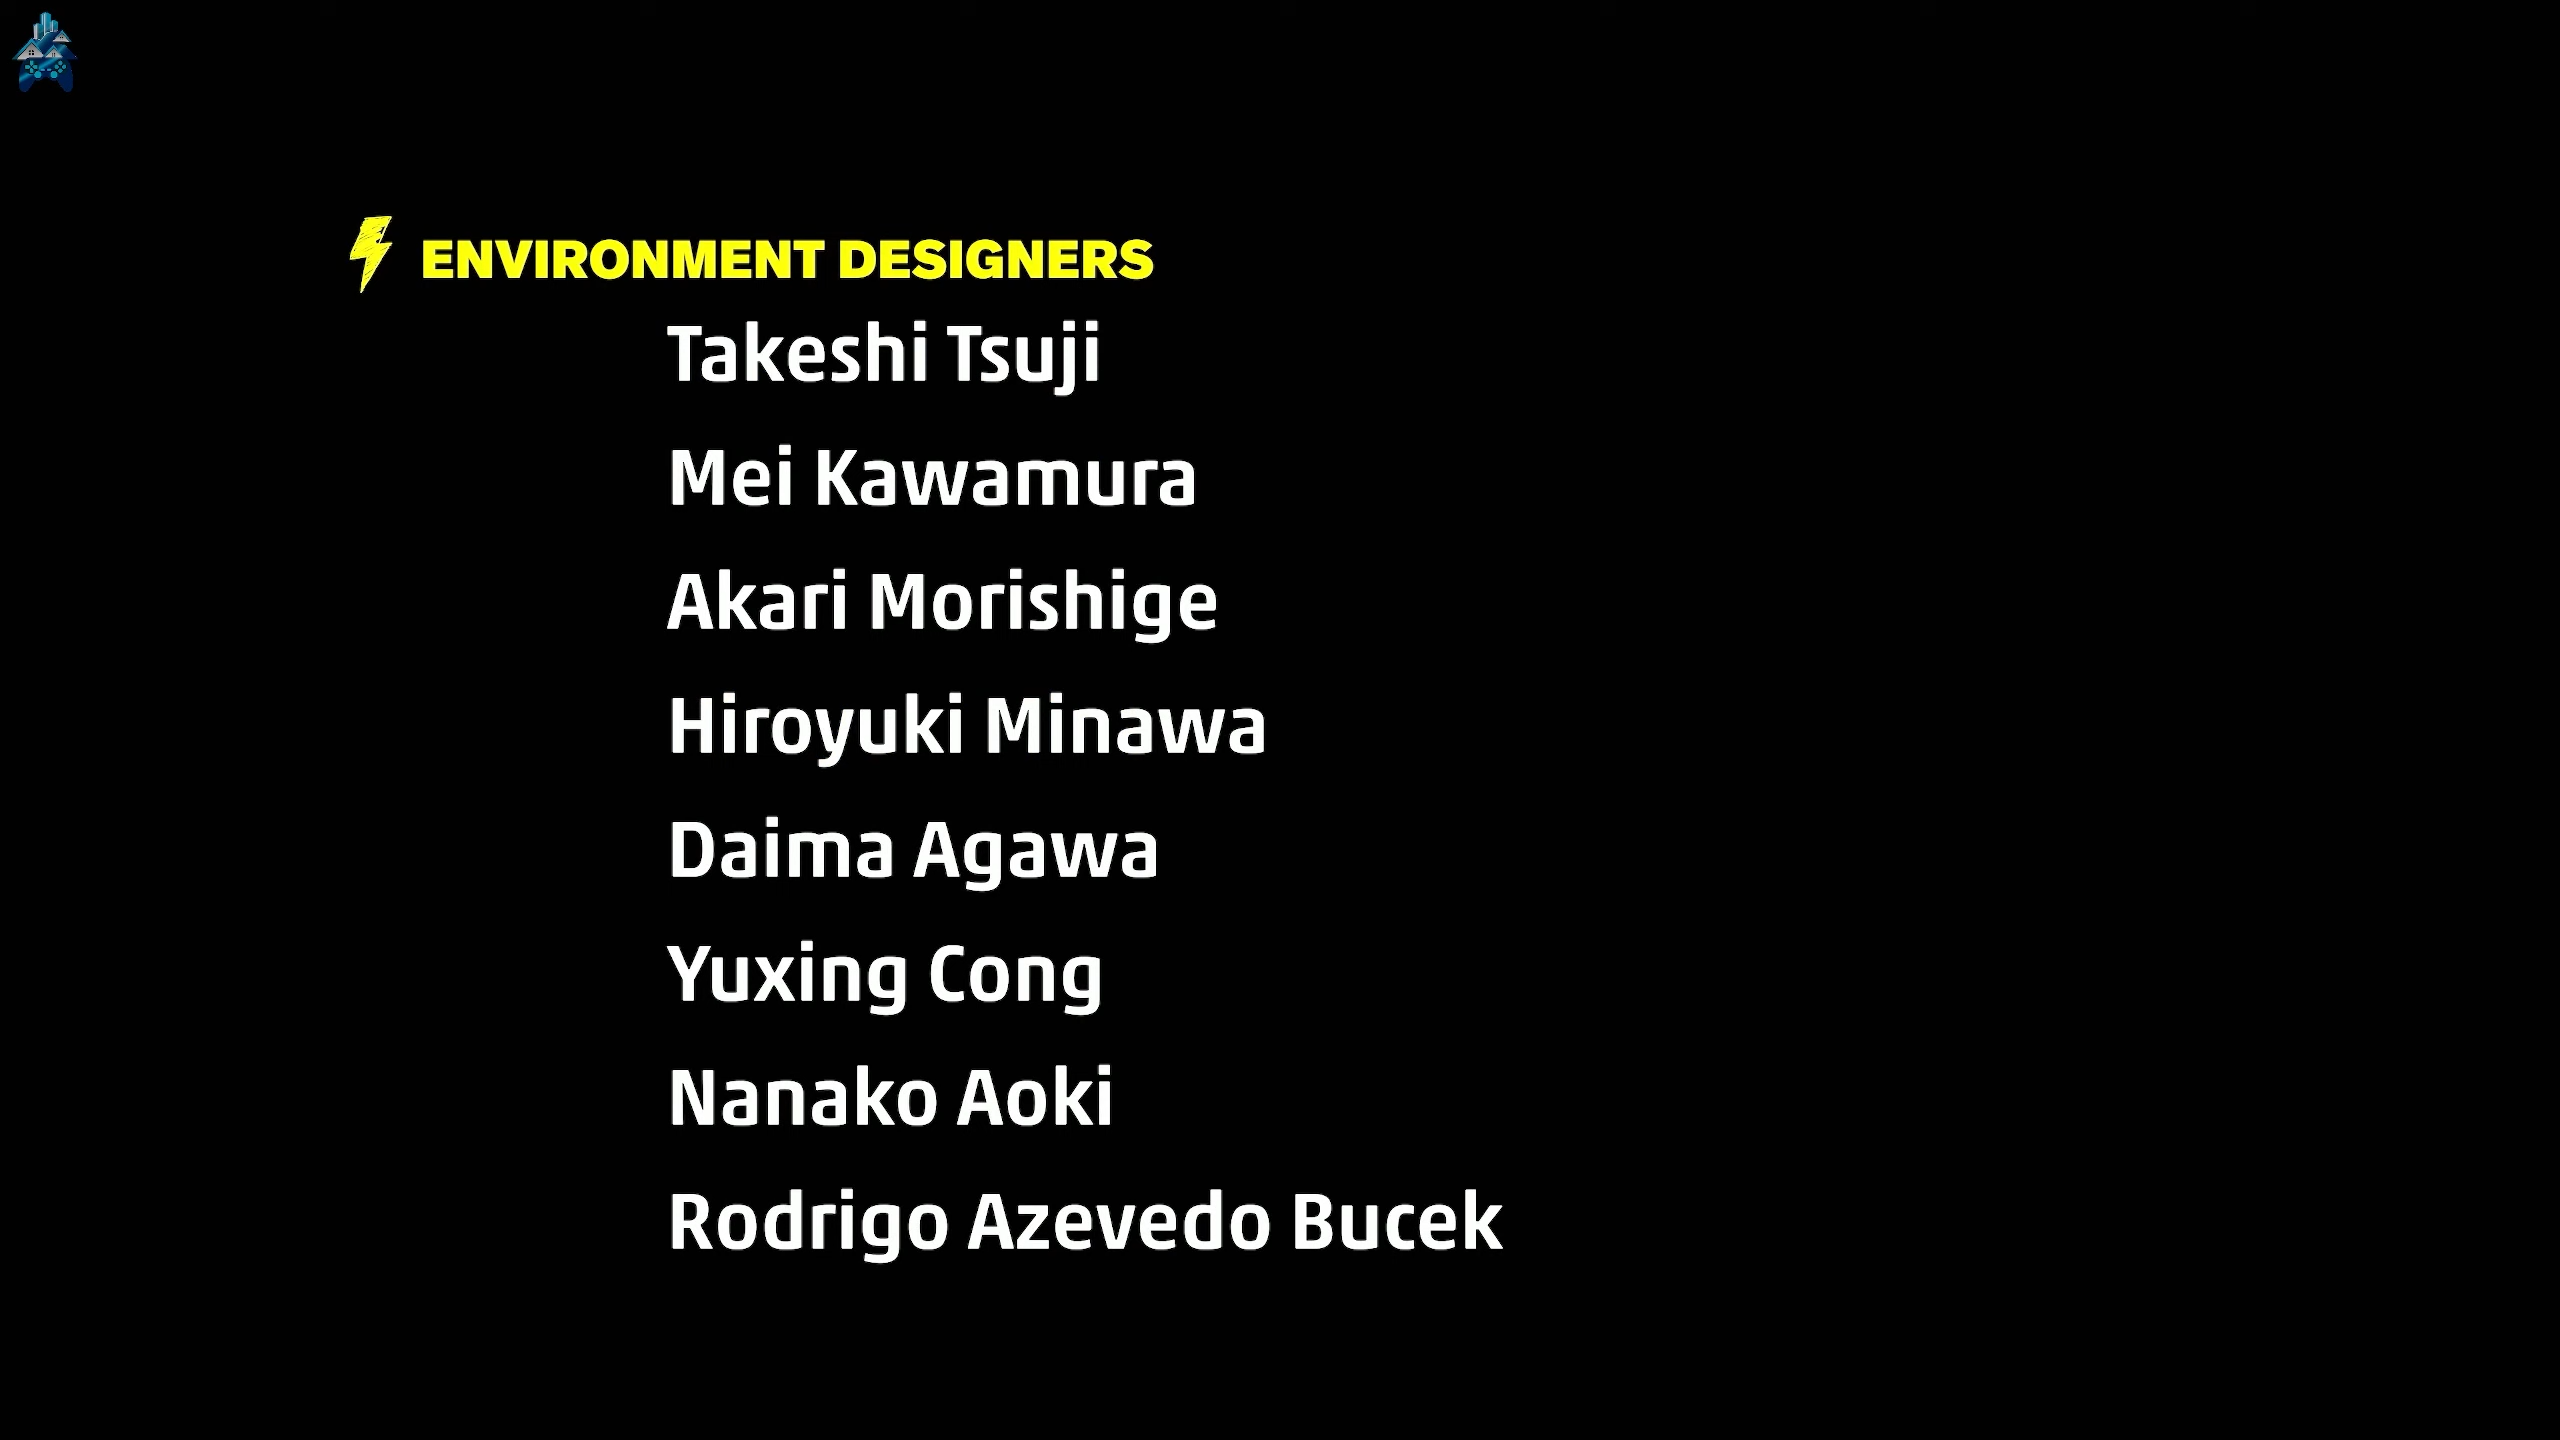 ENVIRONMENT DESIGNERS
Takeshi Tsuji
Mei Kawamura
Akari Morishige
Hiroyuki Minawa
Daima Agawa
Yuxing Cong
Nanako Aoki
Rodrigo Azevedo Bucek